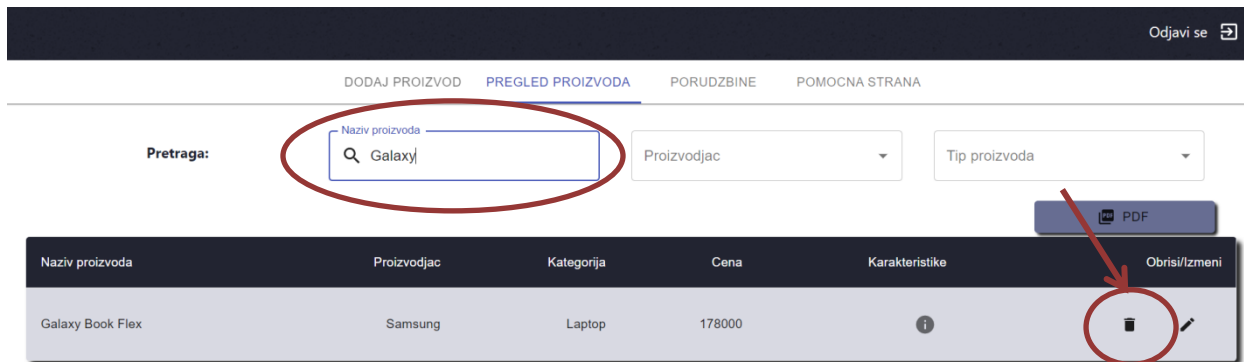 Odjavi se
DODAJ PROIZVOD PREGLED PROIZVODA PORUDZBINE POMOCNA STRANA
Naziv proizvoda
Pretraga: Galaxy Proizvodjac Tip proizvoda
PDF PDF
Naziv proizvoda Proizvodjac Kategorija Cena Karakteristike Obrisi/Izmeni
Galaxy Book Flex Samsung Laptop 178000